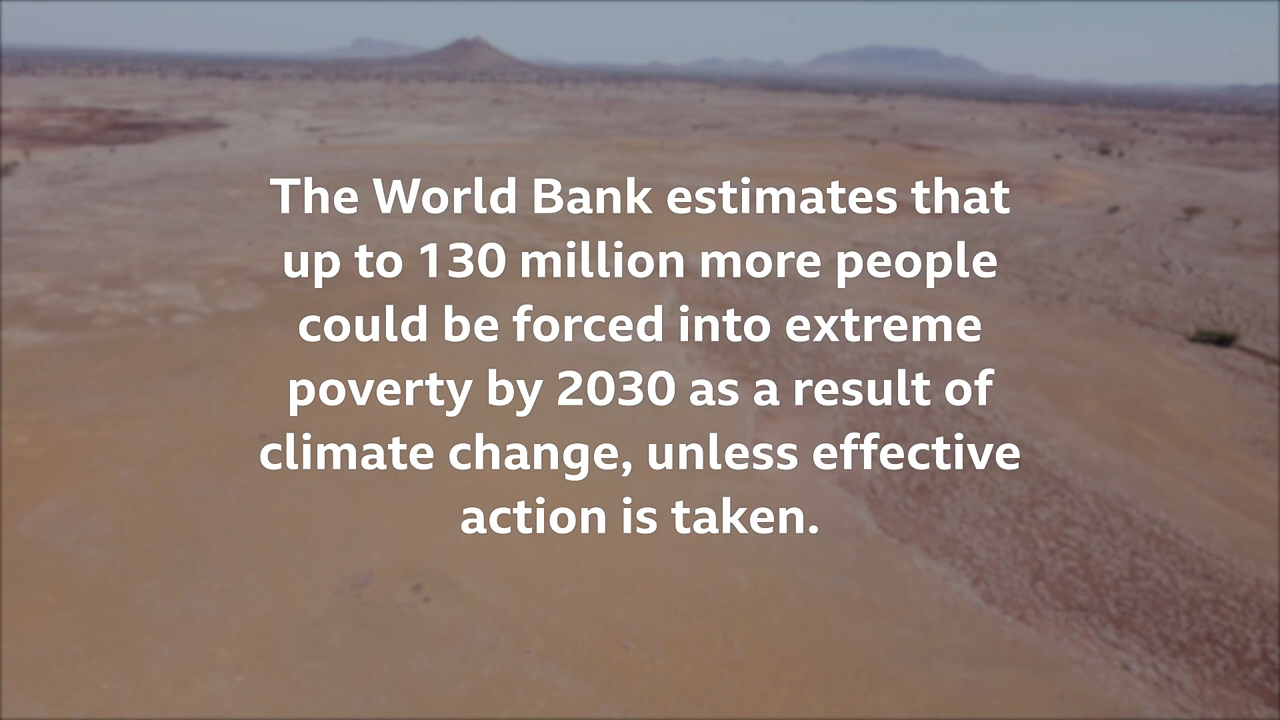 The World Bank estimates that
up to 130 million more people
could be forced into extreme
poverty by 2030 as a result of
climate change, unless effective
action is taken.